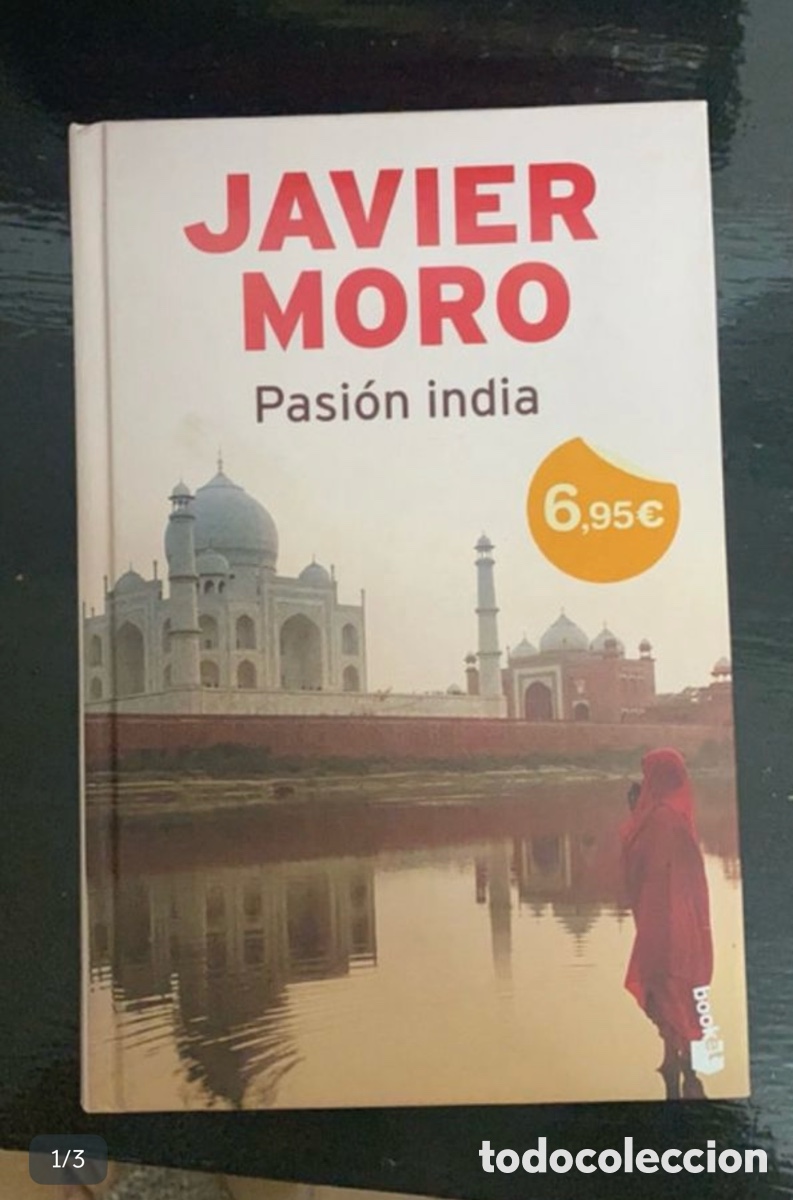 JAVIER
MORO
Pasión india
6,95€
booket
1/3
todocoleccion